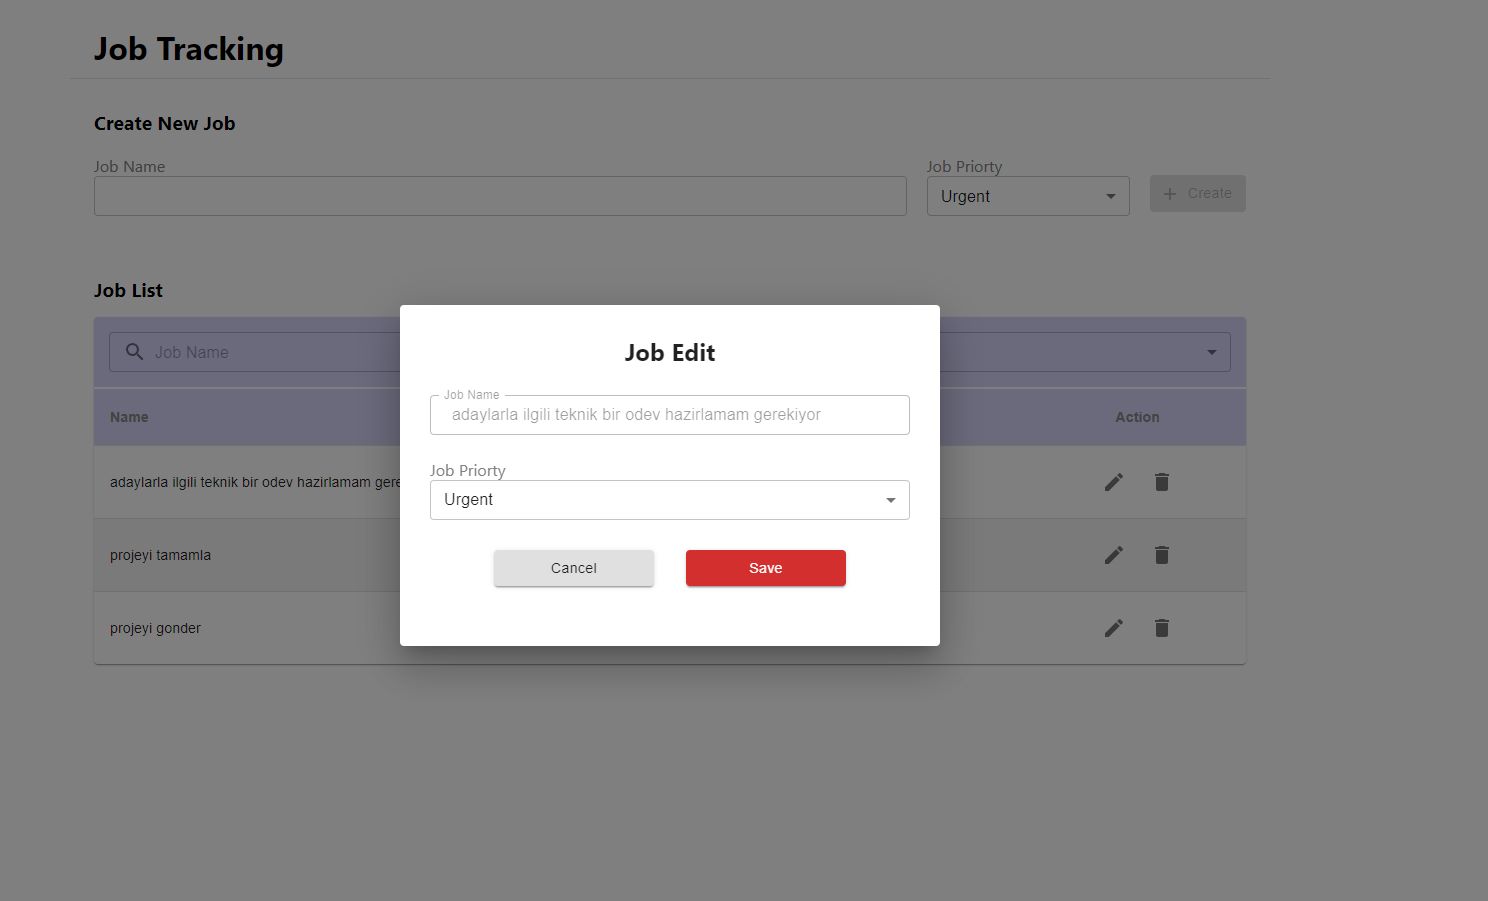 Job Tracking
Create New Job
Job Name
Job Priorty
Urgent
+ Create
Job List
Job Name
Name
Action
adaylarla ilgili teknik bir odev hazirlamam gere
projeyi tamamla
projeyi gonder
Job Edit
Job Name
adaylarla ilgili teknik bir odev hazirlamam gerekiyor
Job Priorty
Urgent
Cancel
Save